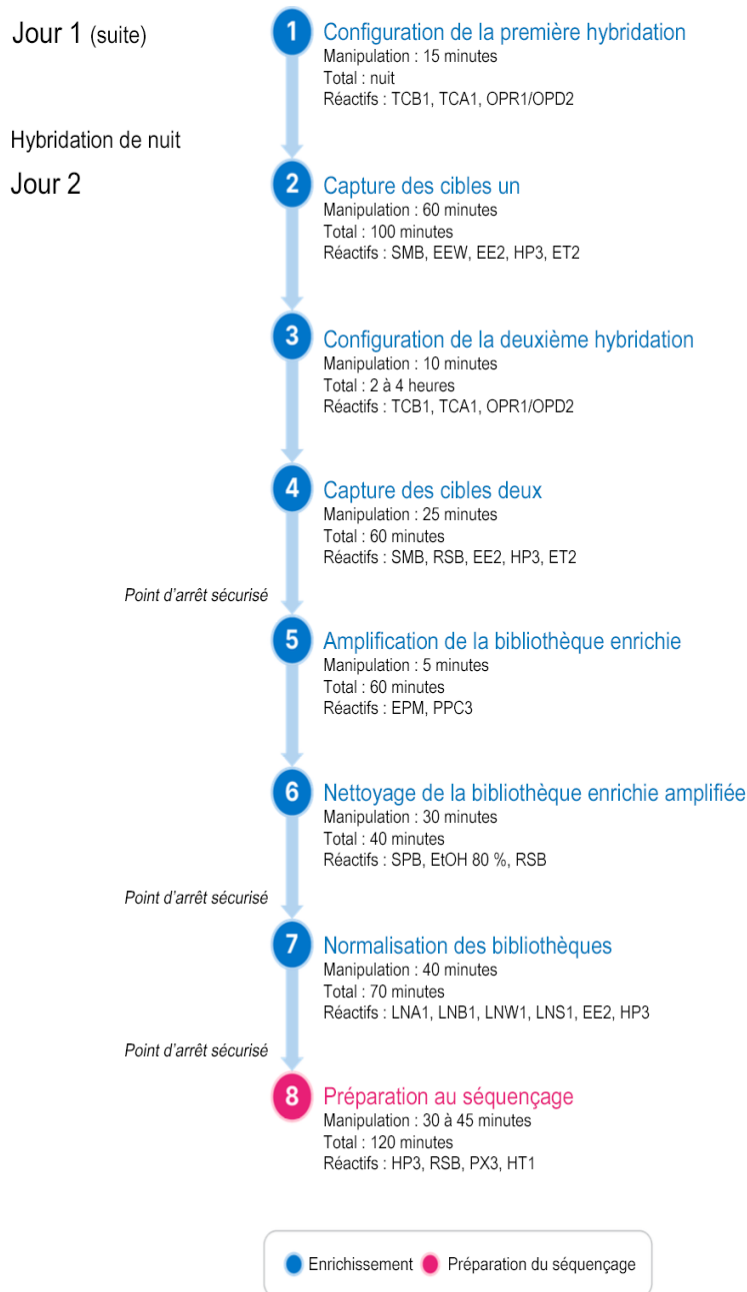 Jour 1 (suite)
1
Configuration de la première hybridation
Manipulation : 15 minutes
Total : nuit
Réactifs : TCB1, TCA1, OPR1/OPD2
Hybridation de nuit
Jour 2
2
Capture des cibles un
Manipulation : 60 minutes
Total : 100 minutes
Réactifs : SMB, EEW, EE2, HP3, ET2
3
Configuration de la deuxième hybridation
Manipulation : 10 minutes
Total : 2 à 4 heures
Réactifs : TCB1, TCA1, OPR1/OPD2
4
Capture des cibles deux
Manipulation : 25 minutes
Total : 60 minutes
Réactifs : SMB, RSB, EE2, HP3, ET2
Point d’arrêt sécurisé
5
Amplification de la bibliothèque enrichie
Manipulation : 5 minutes
Total : 60 minutes
Réactifs : EPM, PPC3
6
Nettoyage de la bibliothèque enrichie amplifiée
Manipulation : 30 minutes
Total : 40 minutes
Réactifs : SPB, EtOH 80 %, RSB
Point d’arrêt sécurisé
7
Normalisation des bibliothèques
Manipulation : 40 minutes
Total : 70 minutes
Réactifs : LNA1, LNB1, LNW1, LNS1, EE2, HP3
Point d’arrêt sécurisé
8
Préparation au séquençage
Manipulation : 30 à 45 minutes
Total : 120 minutes
Réactifs : HP3, RSB, PX3, HT1
Enrichissement
Préparation du séquençage